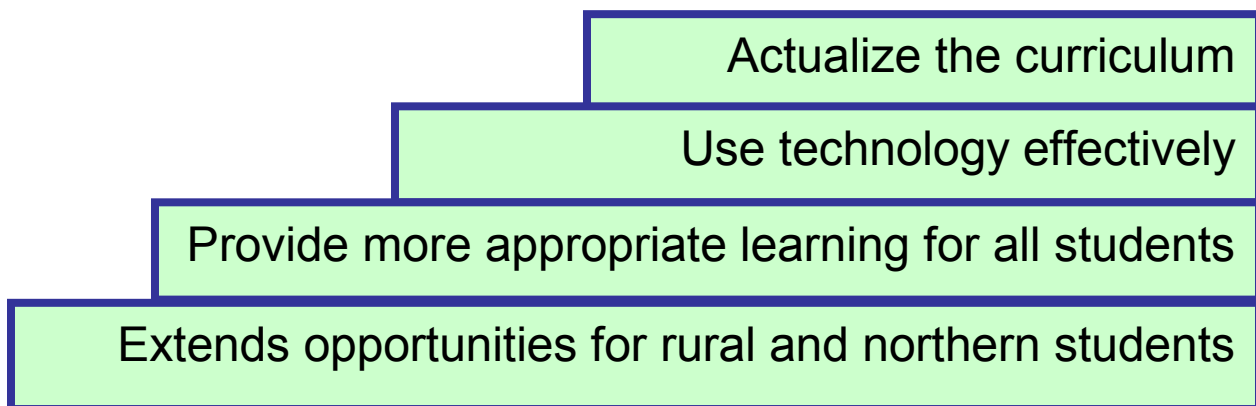 Actualize the curriculum
Use technology effectively
Provide more appropriate learning for all students
Extends opportunities for rural and northern students